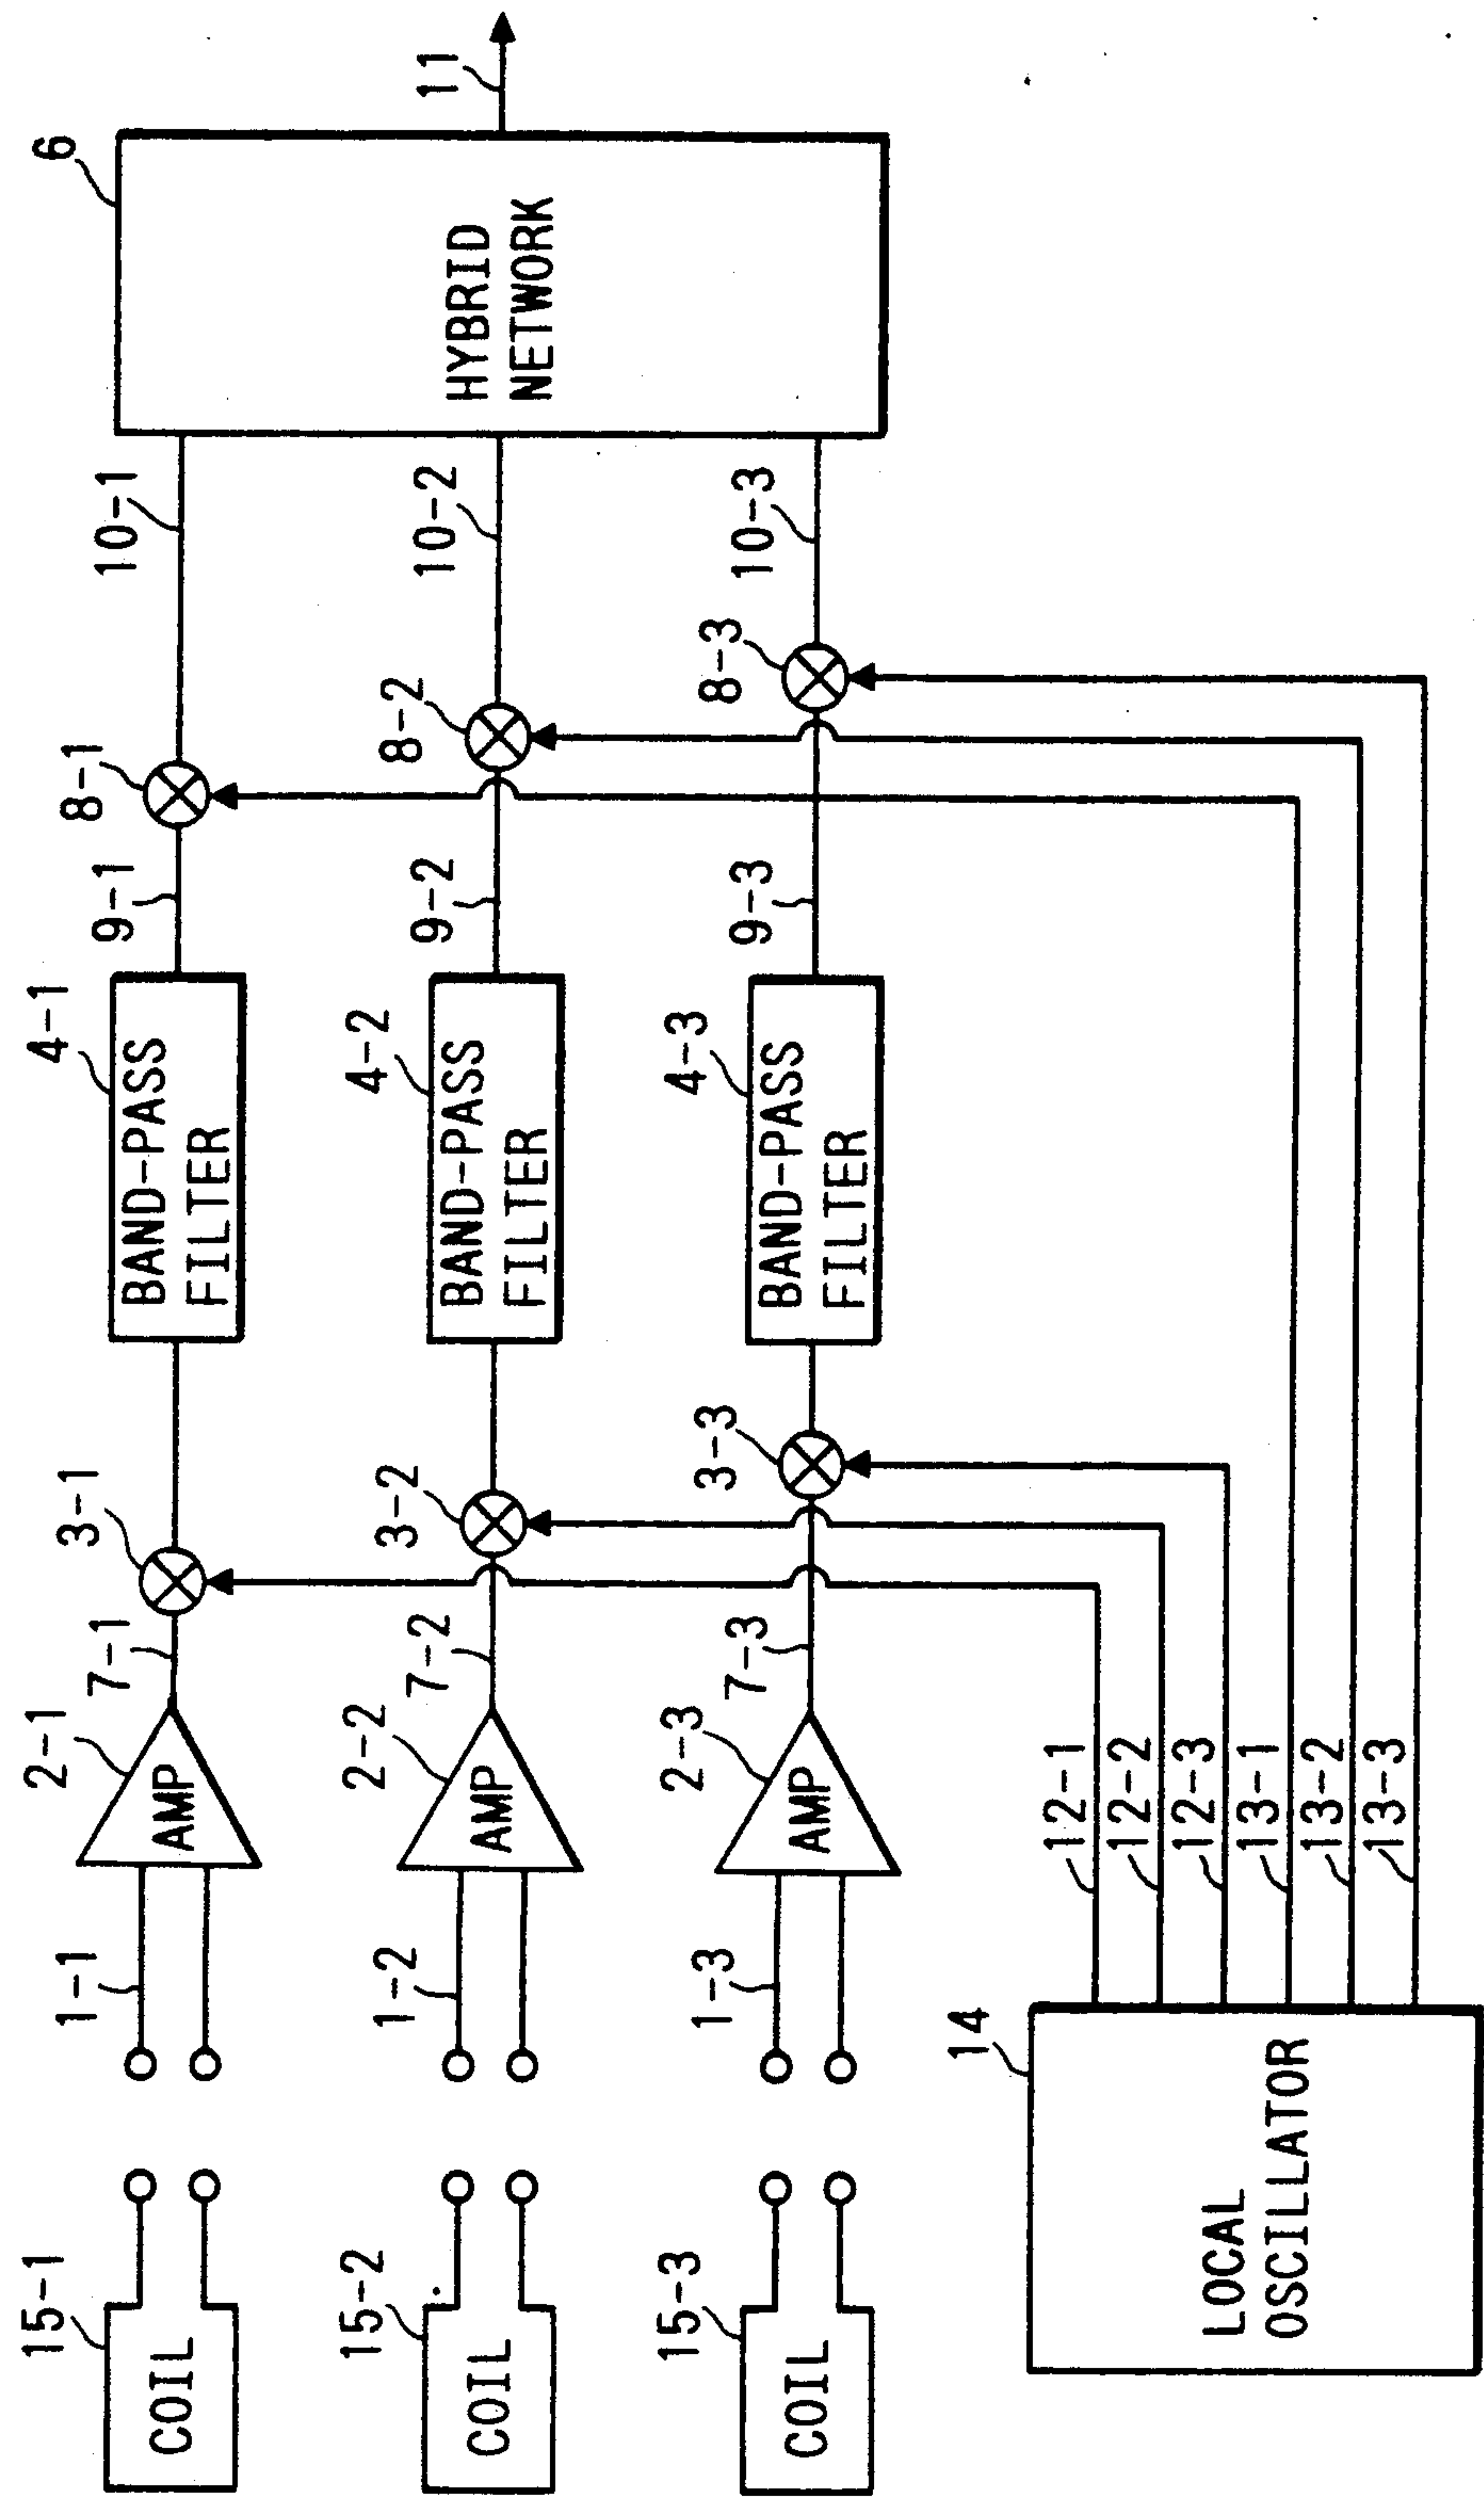 15-1
COIL
1-1
2-1
AMP
7-1
3-1
4-1
BAND-PASS
FILTER
9-1
8-1
10-1
6
HYBRID
NETWORK
11
15-2
COIL
1-2
2-2
AMP
7-2
3-2
4-2
BAND-PASS
FILTER
9-2
8-2
10-2
15-3
COIL
1-3
2-3
AMP
7-3
3-3
4-3
BAND-PASS
FILTER
9-3
8-3
10-3
14
LOCAL
OSCILLATOR
12-1
12-2
12-3
13-1
13-2
13-3